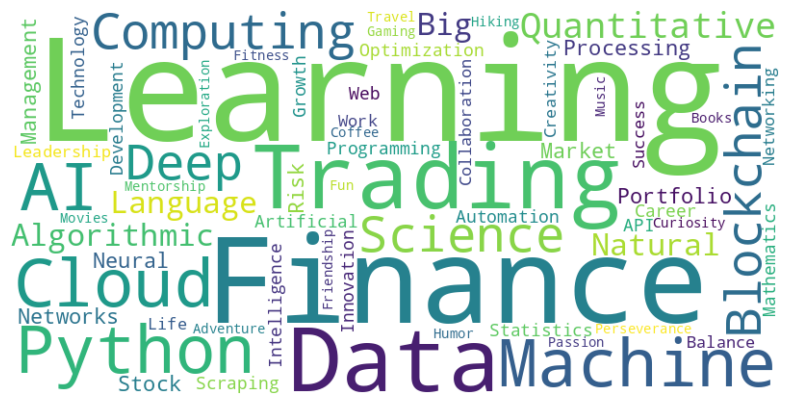 Management
Technology
Computing
Fitness
Travel
Gaming
Big
Hiking
Quantitative
Optimization
Processing
Learning
Development
Exploration
Growth
Web
Work
Coffee
Collaboration
Creativity
Music
Success
Books
Networking
Leadership
Deep
Programming
Trading
Market
Blockchain
AI
Mentorship
Risk
Fun
Portfolio
Language
Movies
Artificial
Automation
Career
API
Curiosity
Algorithmic
Science
Natural
Mathematics
Neural
Cloud
Finance
Intelligence
Friendship
Innovation
Networks
Life
Adventure
Humor
Statistics
Perseverance
Python
Data
Passion
Balance
Machine
Stock
Scraping